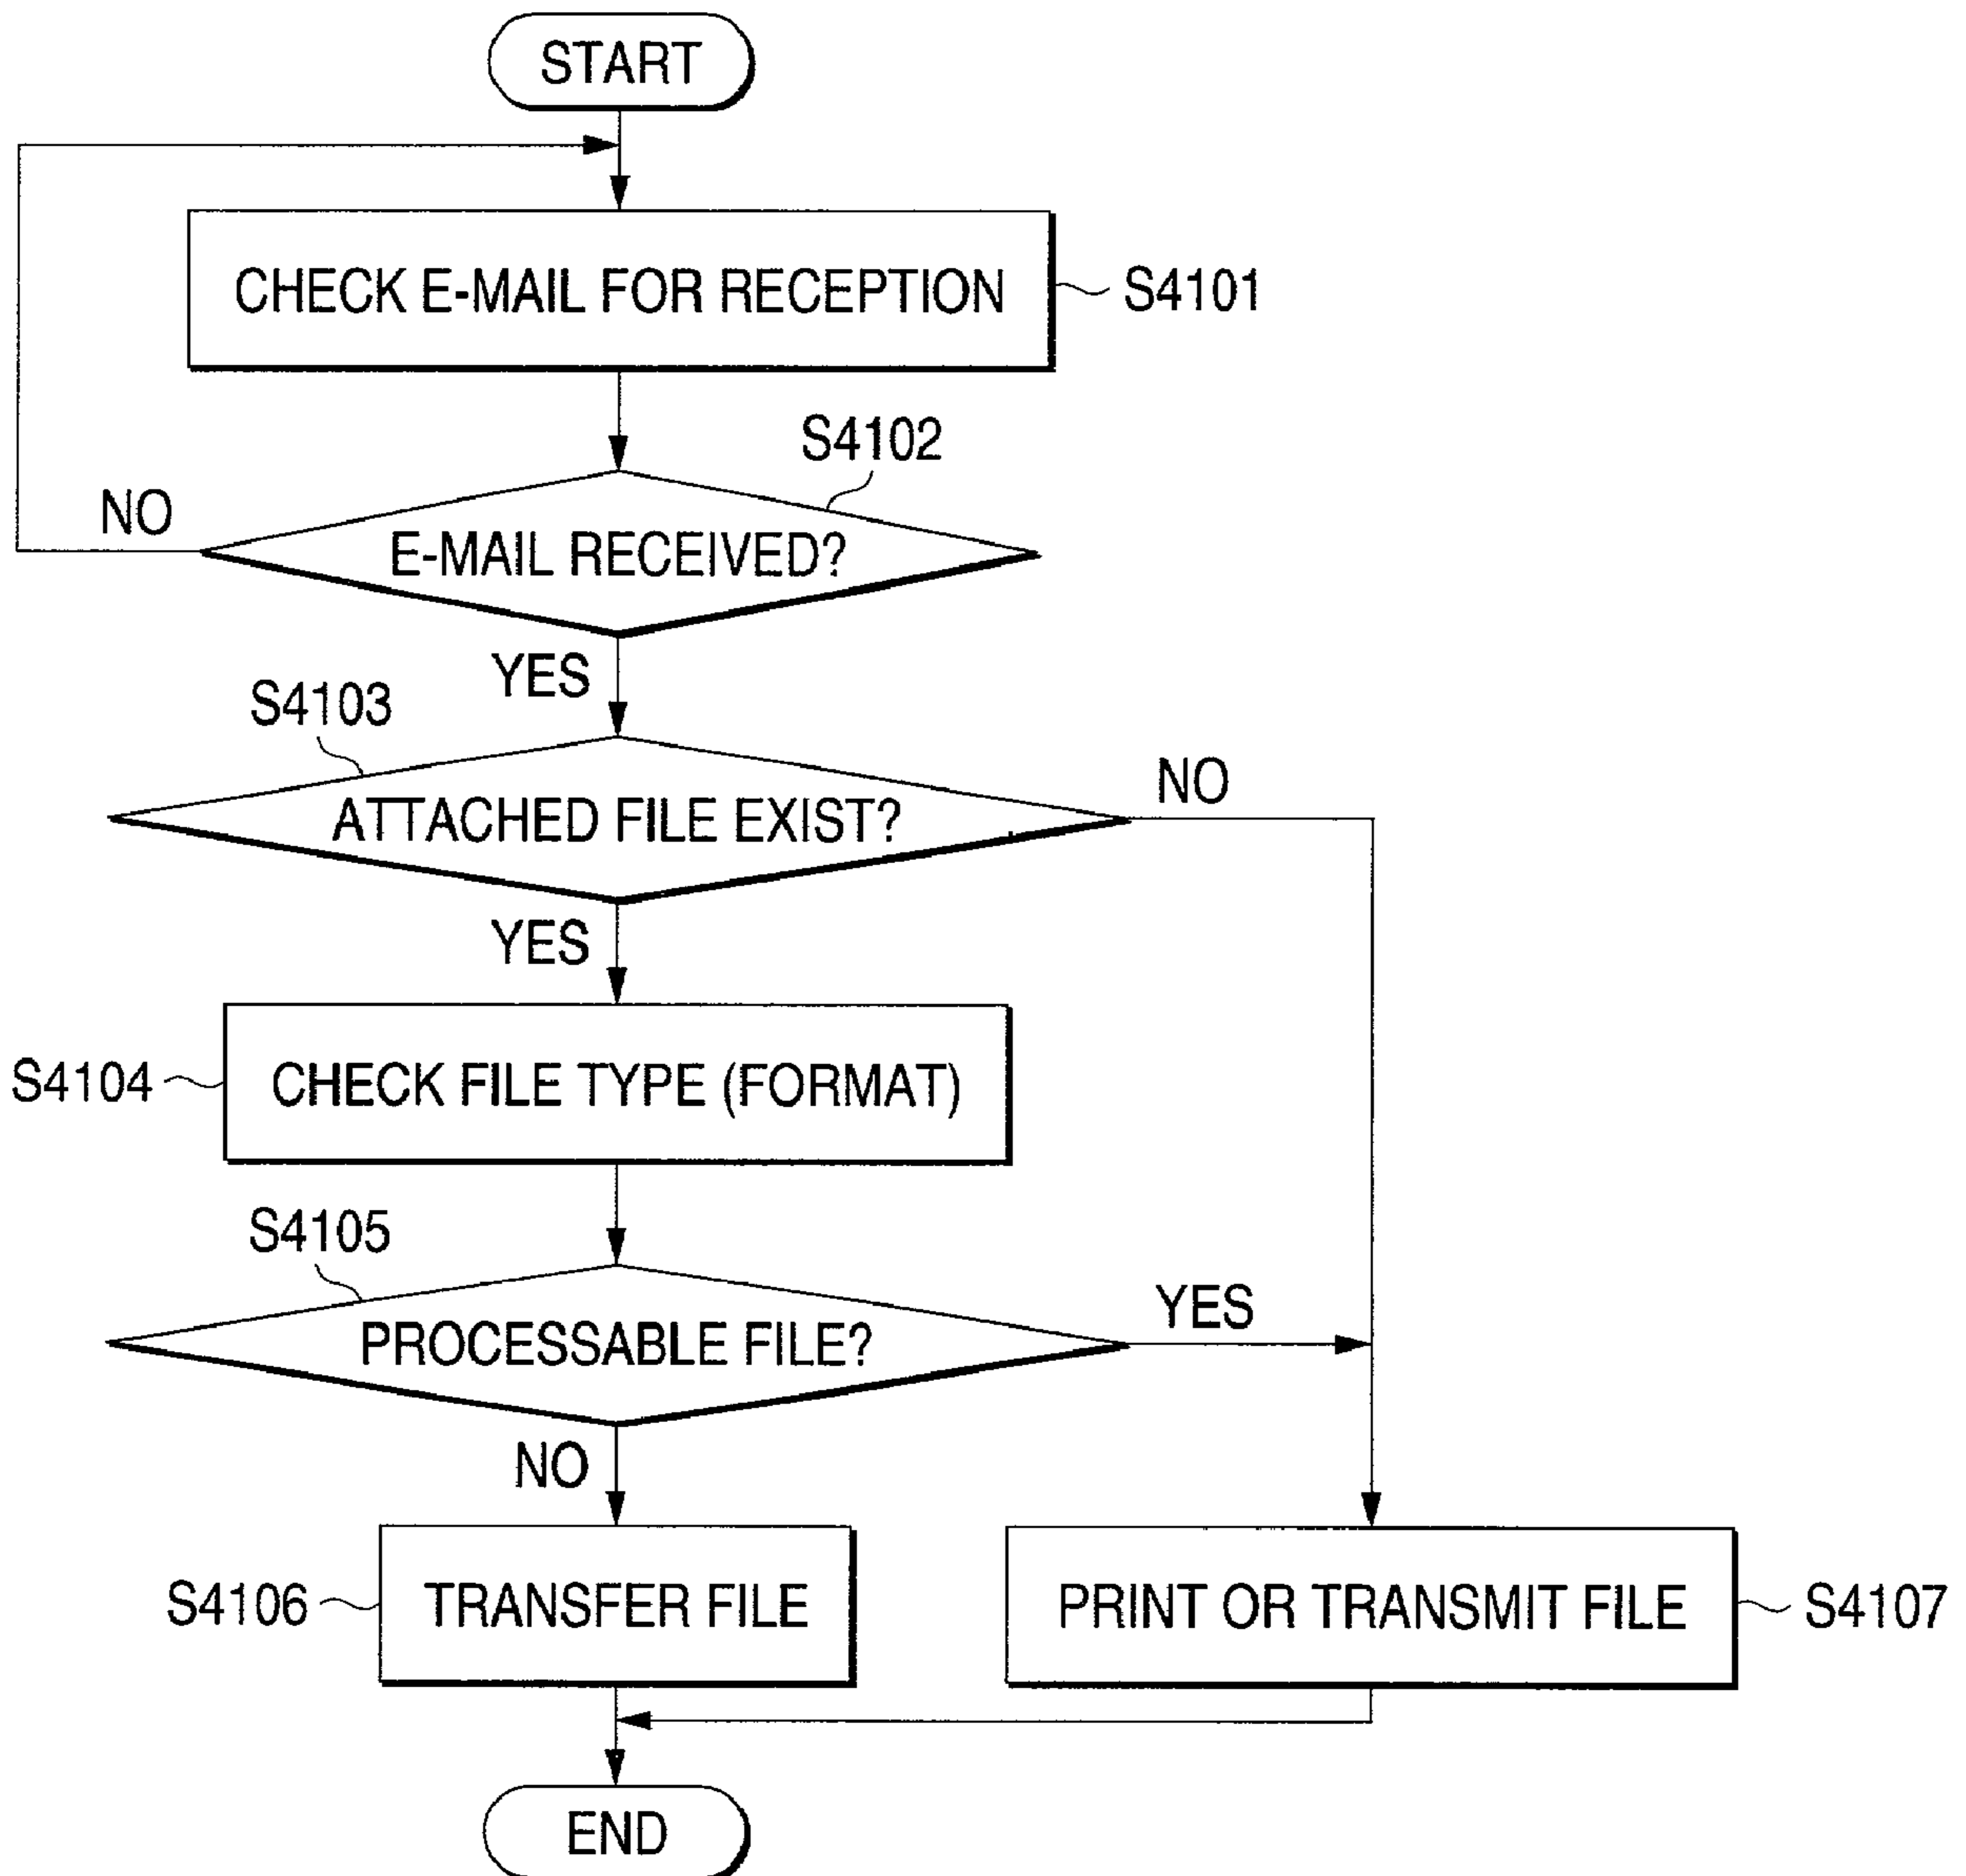 START
CHECK E-MAIL FOR RECEPTION
S4101
S4102
NO
E-MAIL RECEIVED?
YES
S4103
NO
ATTACHED FILE EXIST?
YES
S4104
CHECK FILE TYPE (FORMAT)
S4105
YES
PROCESSABLE FILE?
NO
S4106
TRANSFER FILE
PRINT OR TRANSMIT FILE
S4107
END